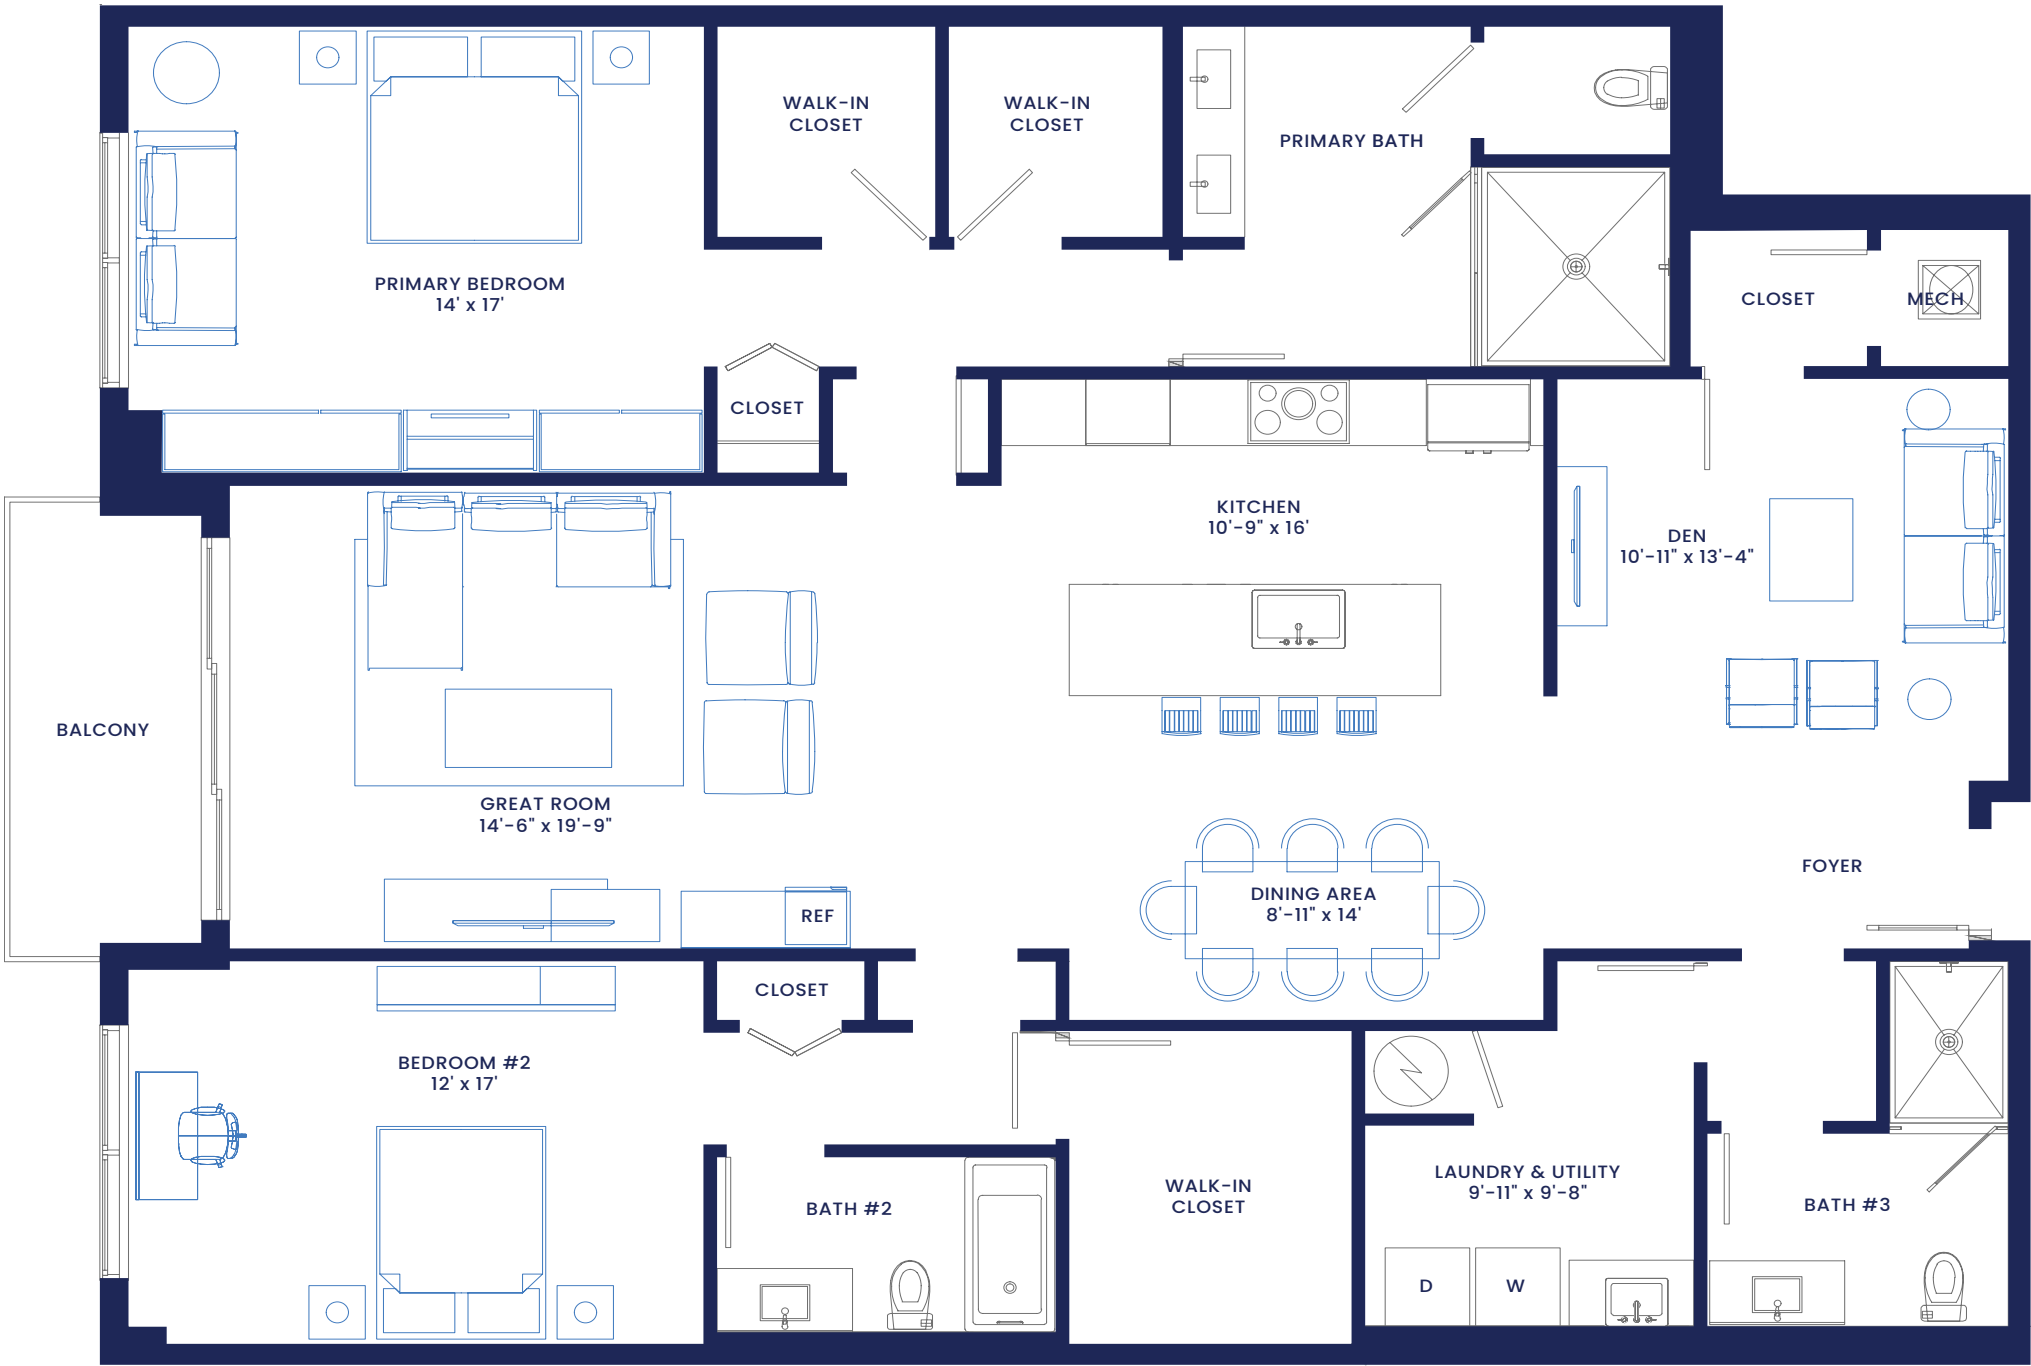 WALK-IN
CLOSET
WALK-IN
CLOSET
PRIMARY BATH
PRIMARY BEDROOM
14' x 17'
CLOSET
MECH
CLOSET
KITCHEN
10'-9" x 16'
DEN
10'-11" x 13'-4"
BALCONY
GREAT ROOM
14'-6" x 19'-9"
FOYER
DINING AREA
8'-11" x 14'
REF
CLOSET
BEDROOM #2
12' x 17'
LAUNDRY & UTILITY
9'-11" x 9'-8"
WALK-IN
CLOSET
BATH #2
BATH #3
D
W